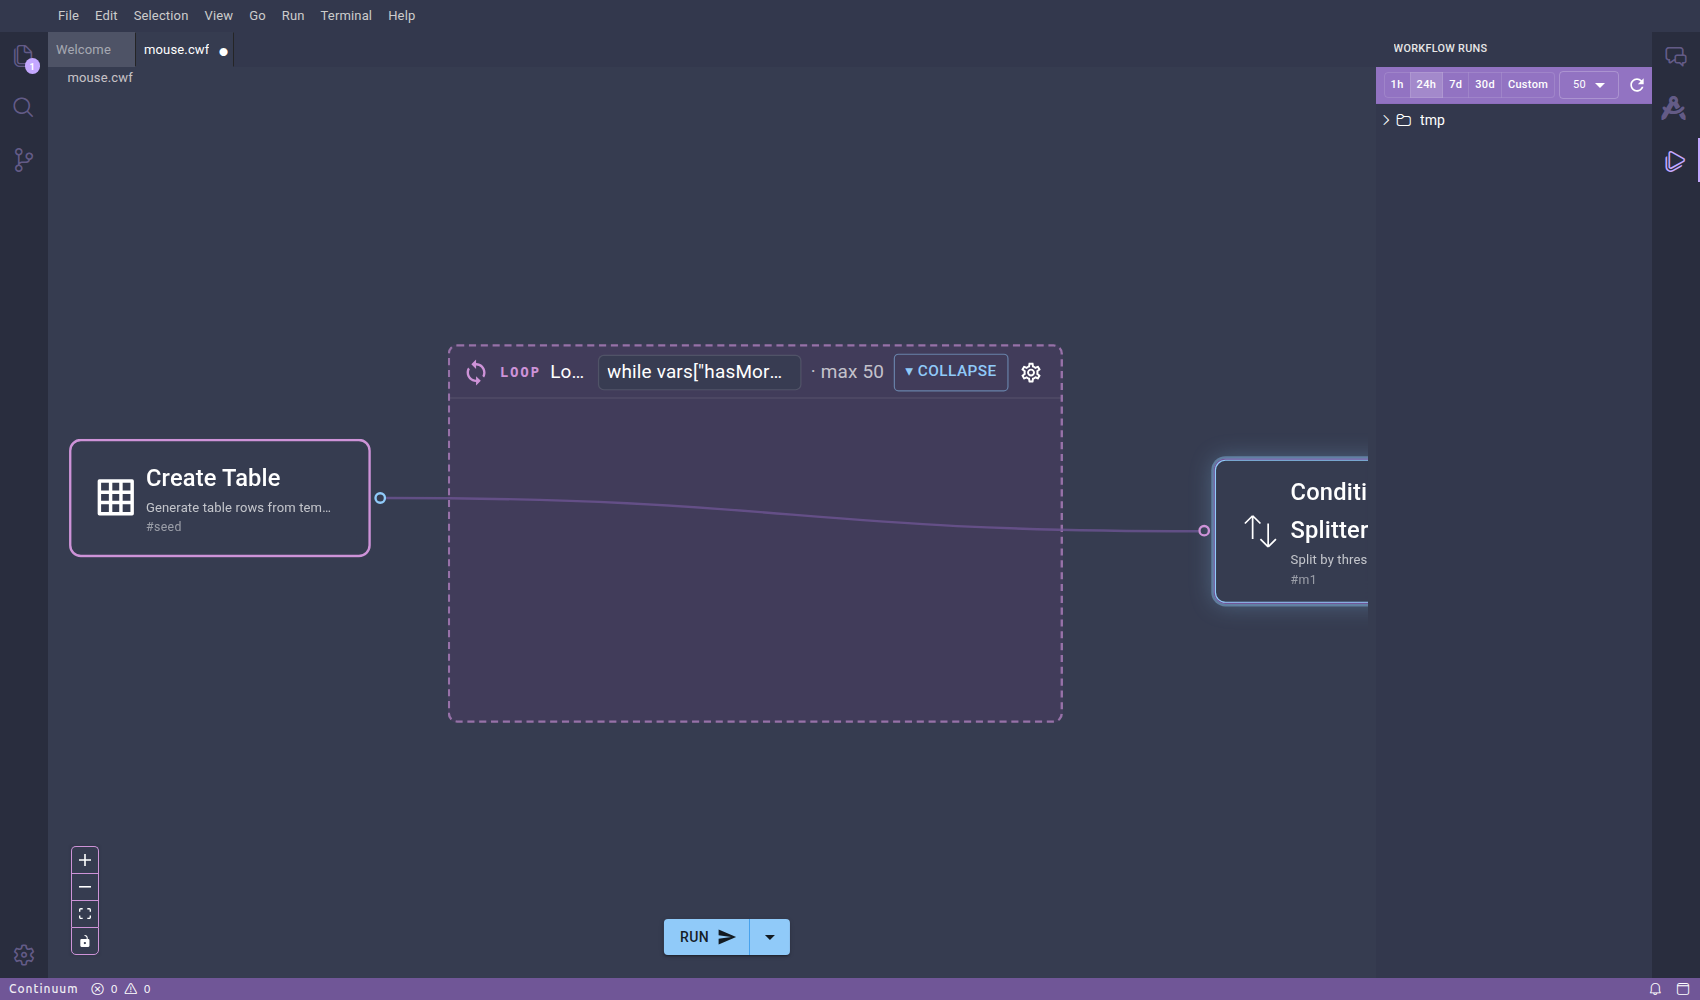 File Edit Selection View Go Run Terminal Help
Welcome mouse.cwf
mouse.cwf
WORKFLOW RUNS
1h 24h 7d 30d Custom 50
tmp
1
LOOP Lo... while vars["hasMor... · max 50 ▾ COLLAPSE
Create Table
Generate table rows from tem...
#seed
Conditi
Splitter
Split by thres
#m1
RUN
Continuum 0 0